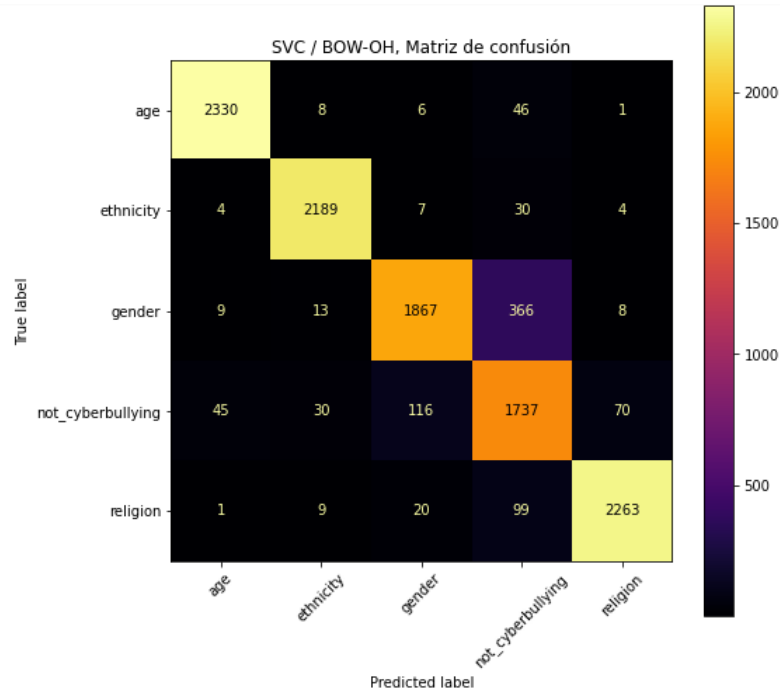 SVC / BOW-OH, Matriz de confusión
age 2330 8 6 46 1
ethnicity 4 2189 7 30 4
gender 9 13 1867 366 8
not_cyberbullying 45 30 116 1737 70
religion 1 9 20 99 2263
age ethnicity gender not_cyberbullying religion
Predicted label
True label
2000
1500
1000
500